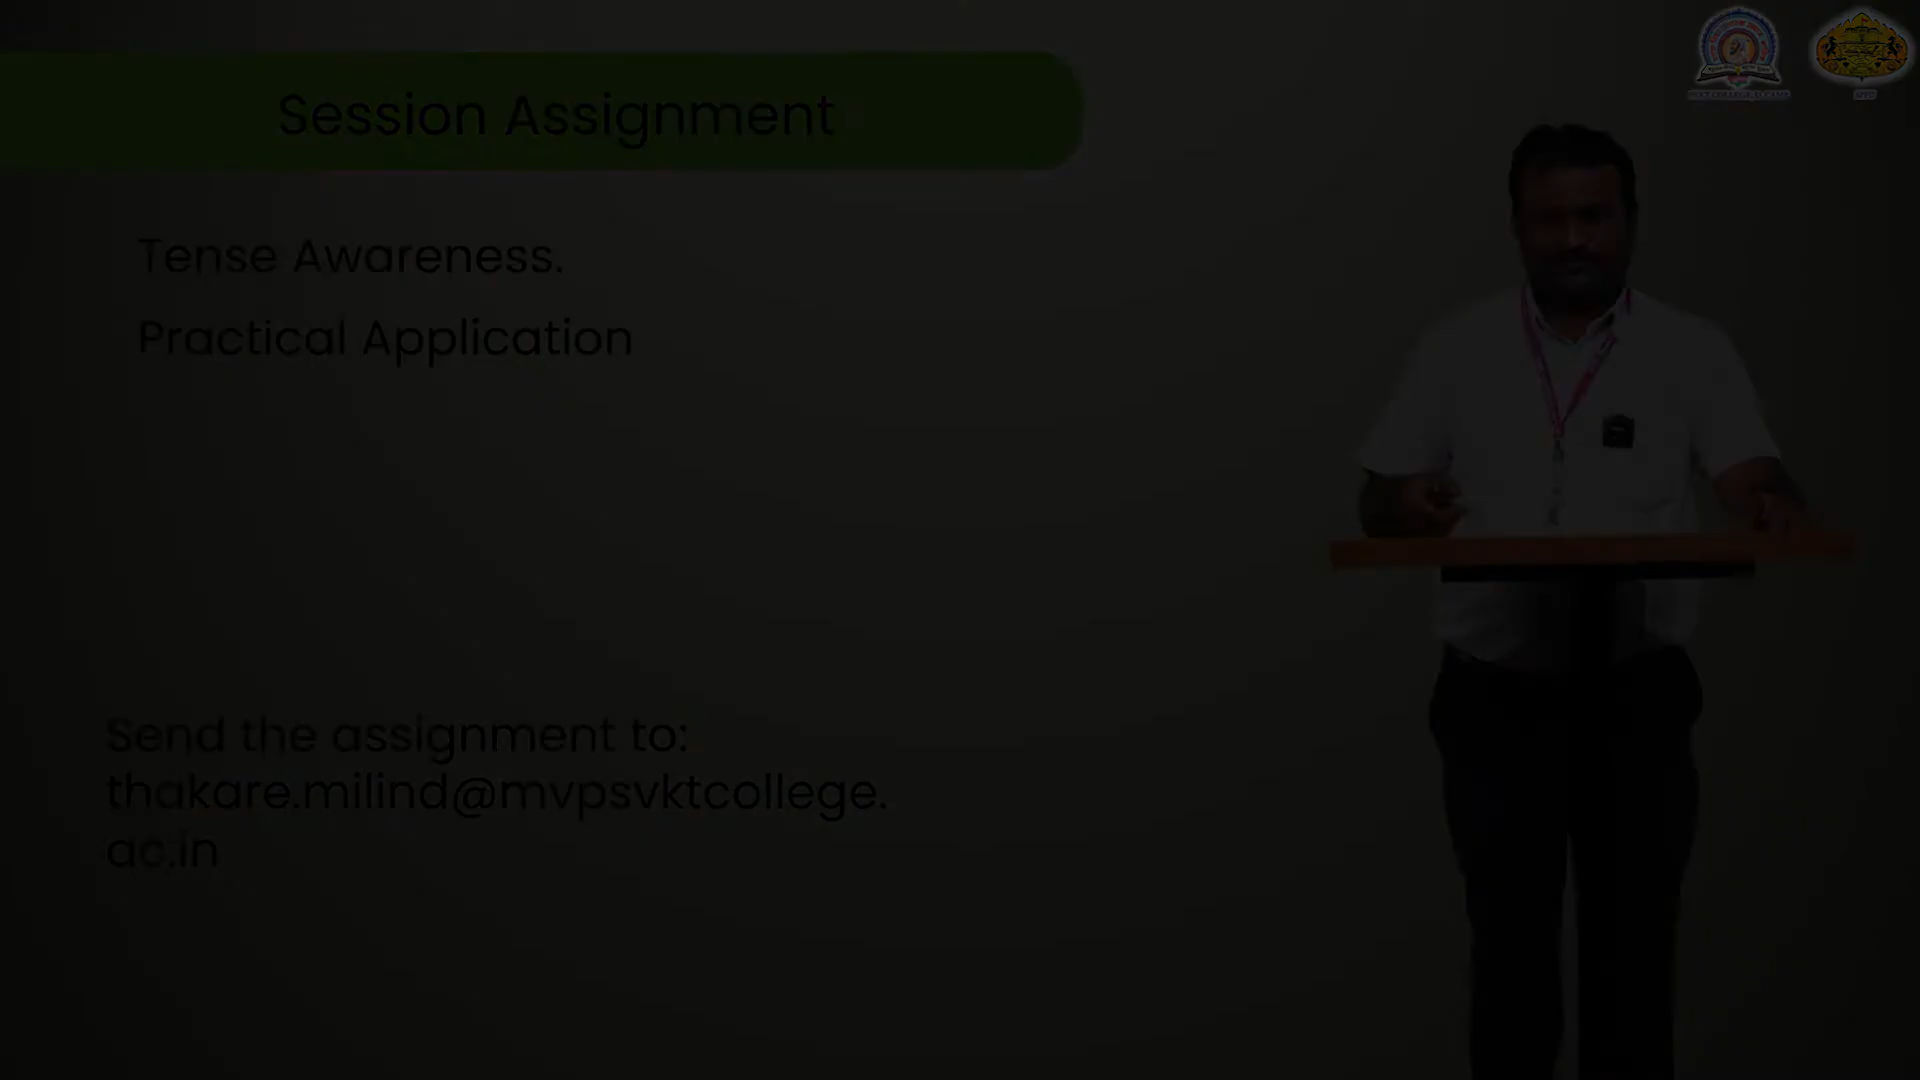 Session Assignment
Tense Awareness.
Practical Application
Send the assignment to:
thakare.milind@mvpsvktcollege.
ac.in